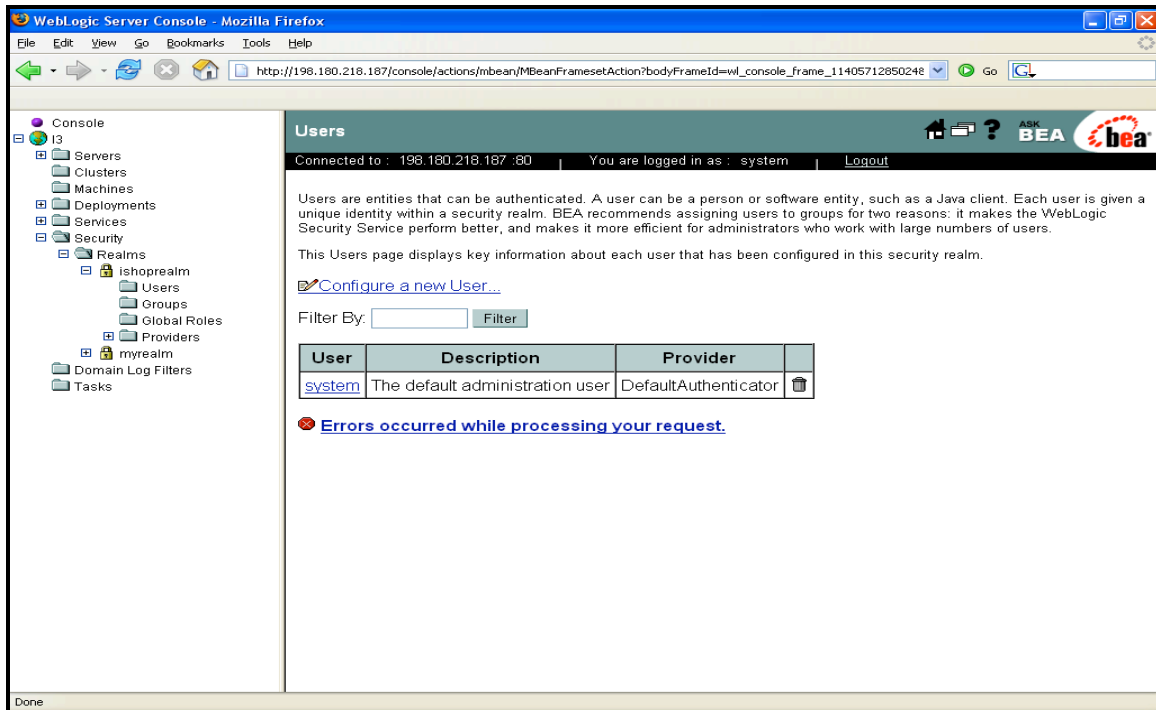 WebLogic Server Console - Mozilla Firefox
File Edit View Go Bookmarks Tools Help
http://198.180.218.187/console/actions/mbean/MBeanFramesetAction?bodyFrameId=wl_console_frame_1140571285024ε Go G
Console
I3
Servers
Clusters
Machines
Deployments
Services
Security
Realms
ishoprealm
Users
Groups
Global Roles
Providers
myrealm
Domain Log Filters
Tasks
Users
? ASK BEA bea
Connected to : 198.180.218.187 :80 You are logged in as : system Logout
Users are entities that can be authenticated. A user can be a person or software entity, such as a Java client. Each user is given a
unique identity within a security realm. BEA recommends assigning users to groups for two reasons: it makes the WebLogic
Security Service perform better, and makes it more efficient for administrators who work with large numbers of users.
This Users page displays key information about each user that has been configured in this security realm.
Configure a new User...
Filter By: Filter
User Description Provider
system The default administration user DefaultAuthenticator
Errors occurred while processing your request.
Done